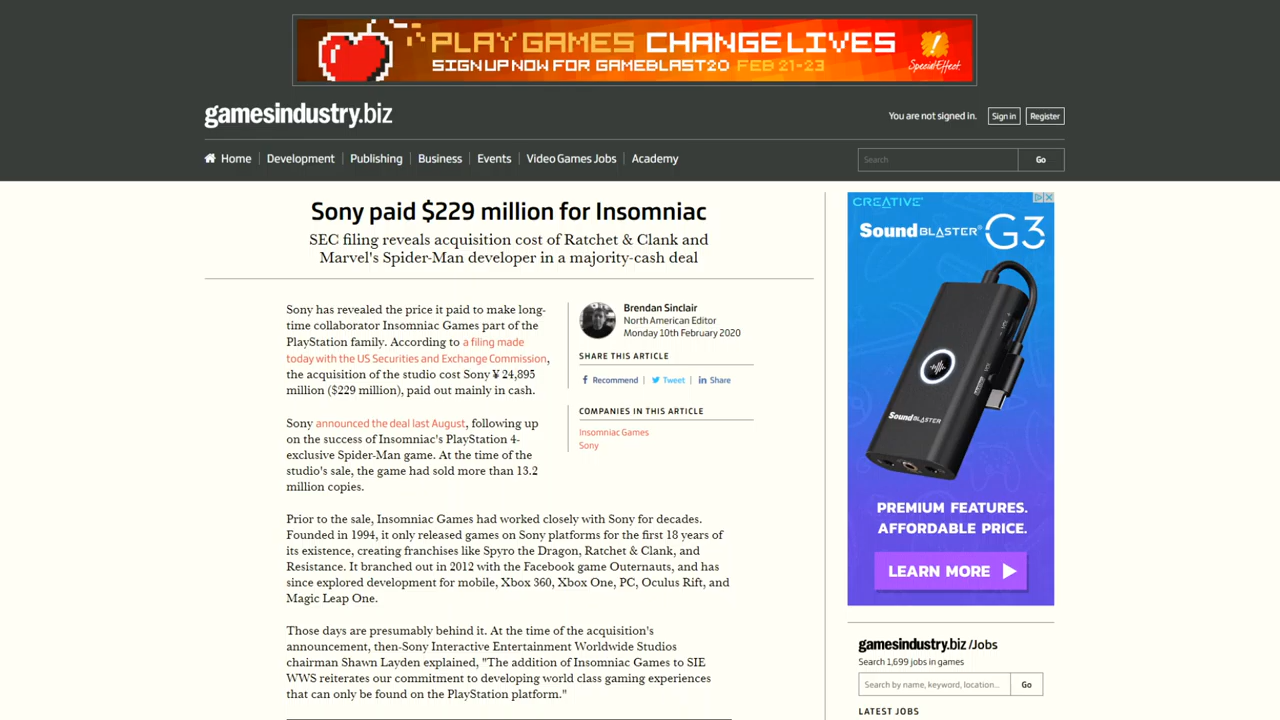 PLAY GAMES CHANGE LIVES
SIGN UP NOW FOR GAMEBLAST20 FEB 21-23
SpecialEffect
gamesindustry.biz
You are not signed in. Sign in Register
Home Development Publishing Business Events Video Games Jobs Academy
Search Go
Sony paid $229 million for Insomniac
SEC filing reveals acquisition cost of Ratchet & Clank and
Marvel's Spider-Man developer in a majority-cash deal
Sony has revealed the price it paid to make long-
time collaborator Insomniac Games part of the
PlayStation family. According to a filing made
today with the US Securities and Exchange Commission,
the acquisition of the studio cost Sony ¥ 24,895
million ($229 million), paid out mainly in cash.
Sony announced the deal last August, following up
on the success of Insomniac's PlayStation 4-
exclusive Spider-Man game. At the time of the
studio's sale, the game had sold more than 13.2
million copies.
Brendan Sinclair
North American Editor
Monday 10th February 2020
SHARE THIS ARTICLE
Recommend Tweet Share
COMPANIES IN THIS ARTICLE
Insomniac Games
Sony
Prior to the sale, Insomniac Games had worked closely with Sony for decades.
Founded in 1994, it only released games on Sony platforms for the first 18 years of
its existence, creating franchises like Spyro the Dragon, Ratchet & Clank, and
Resistance. It branched out in 2012 with the Facebook game Outernauts, and has
since explored development for mobile, Xbox 360, Xbox One, PC, Oculus Rift, and
Magic Leap One.
Those days are presumably behind it. At the time of the acquisition's
announcement, then-Sony Interactive Entertainment Worldwide Studios
chairman Shawn Layden explained, "The addition of Insomniac Games to SIE
WWS reiterates our commitment to developing world class gaming experiences
that can only be found on the PlayStation platform."
CREATIVE
Sound BLASTER G3
Sound BLASTER
PREMIUM FEATURES.
AFFORDABLE PRICE.
LEARN MORE
gamesindustry.biz /Jobs
Search 1,699 jobs in games
Search by name, keyword, location... Go
LATEST JOBS